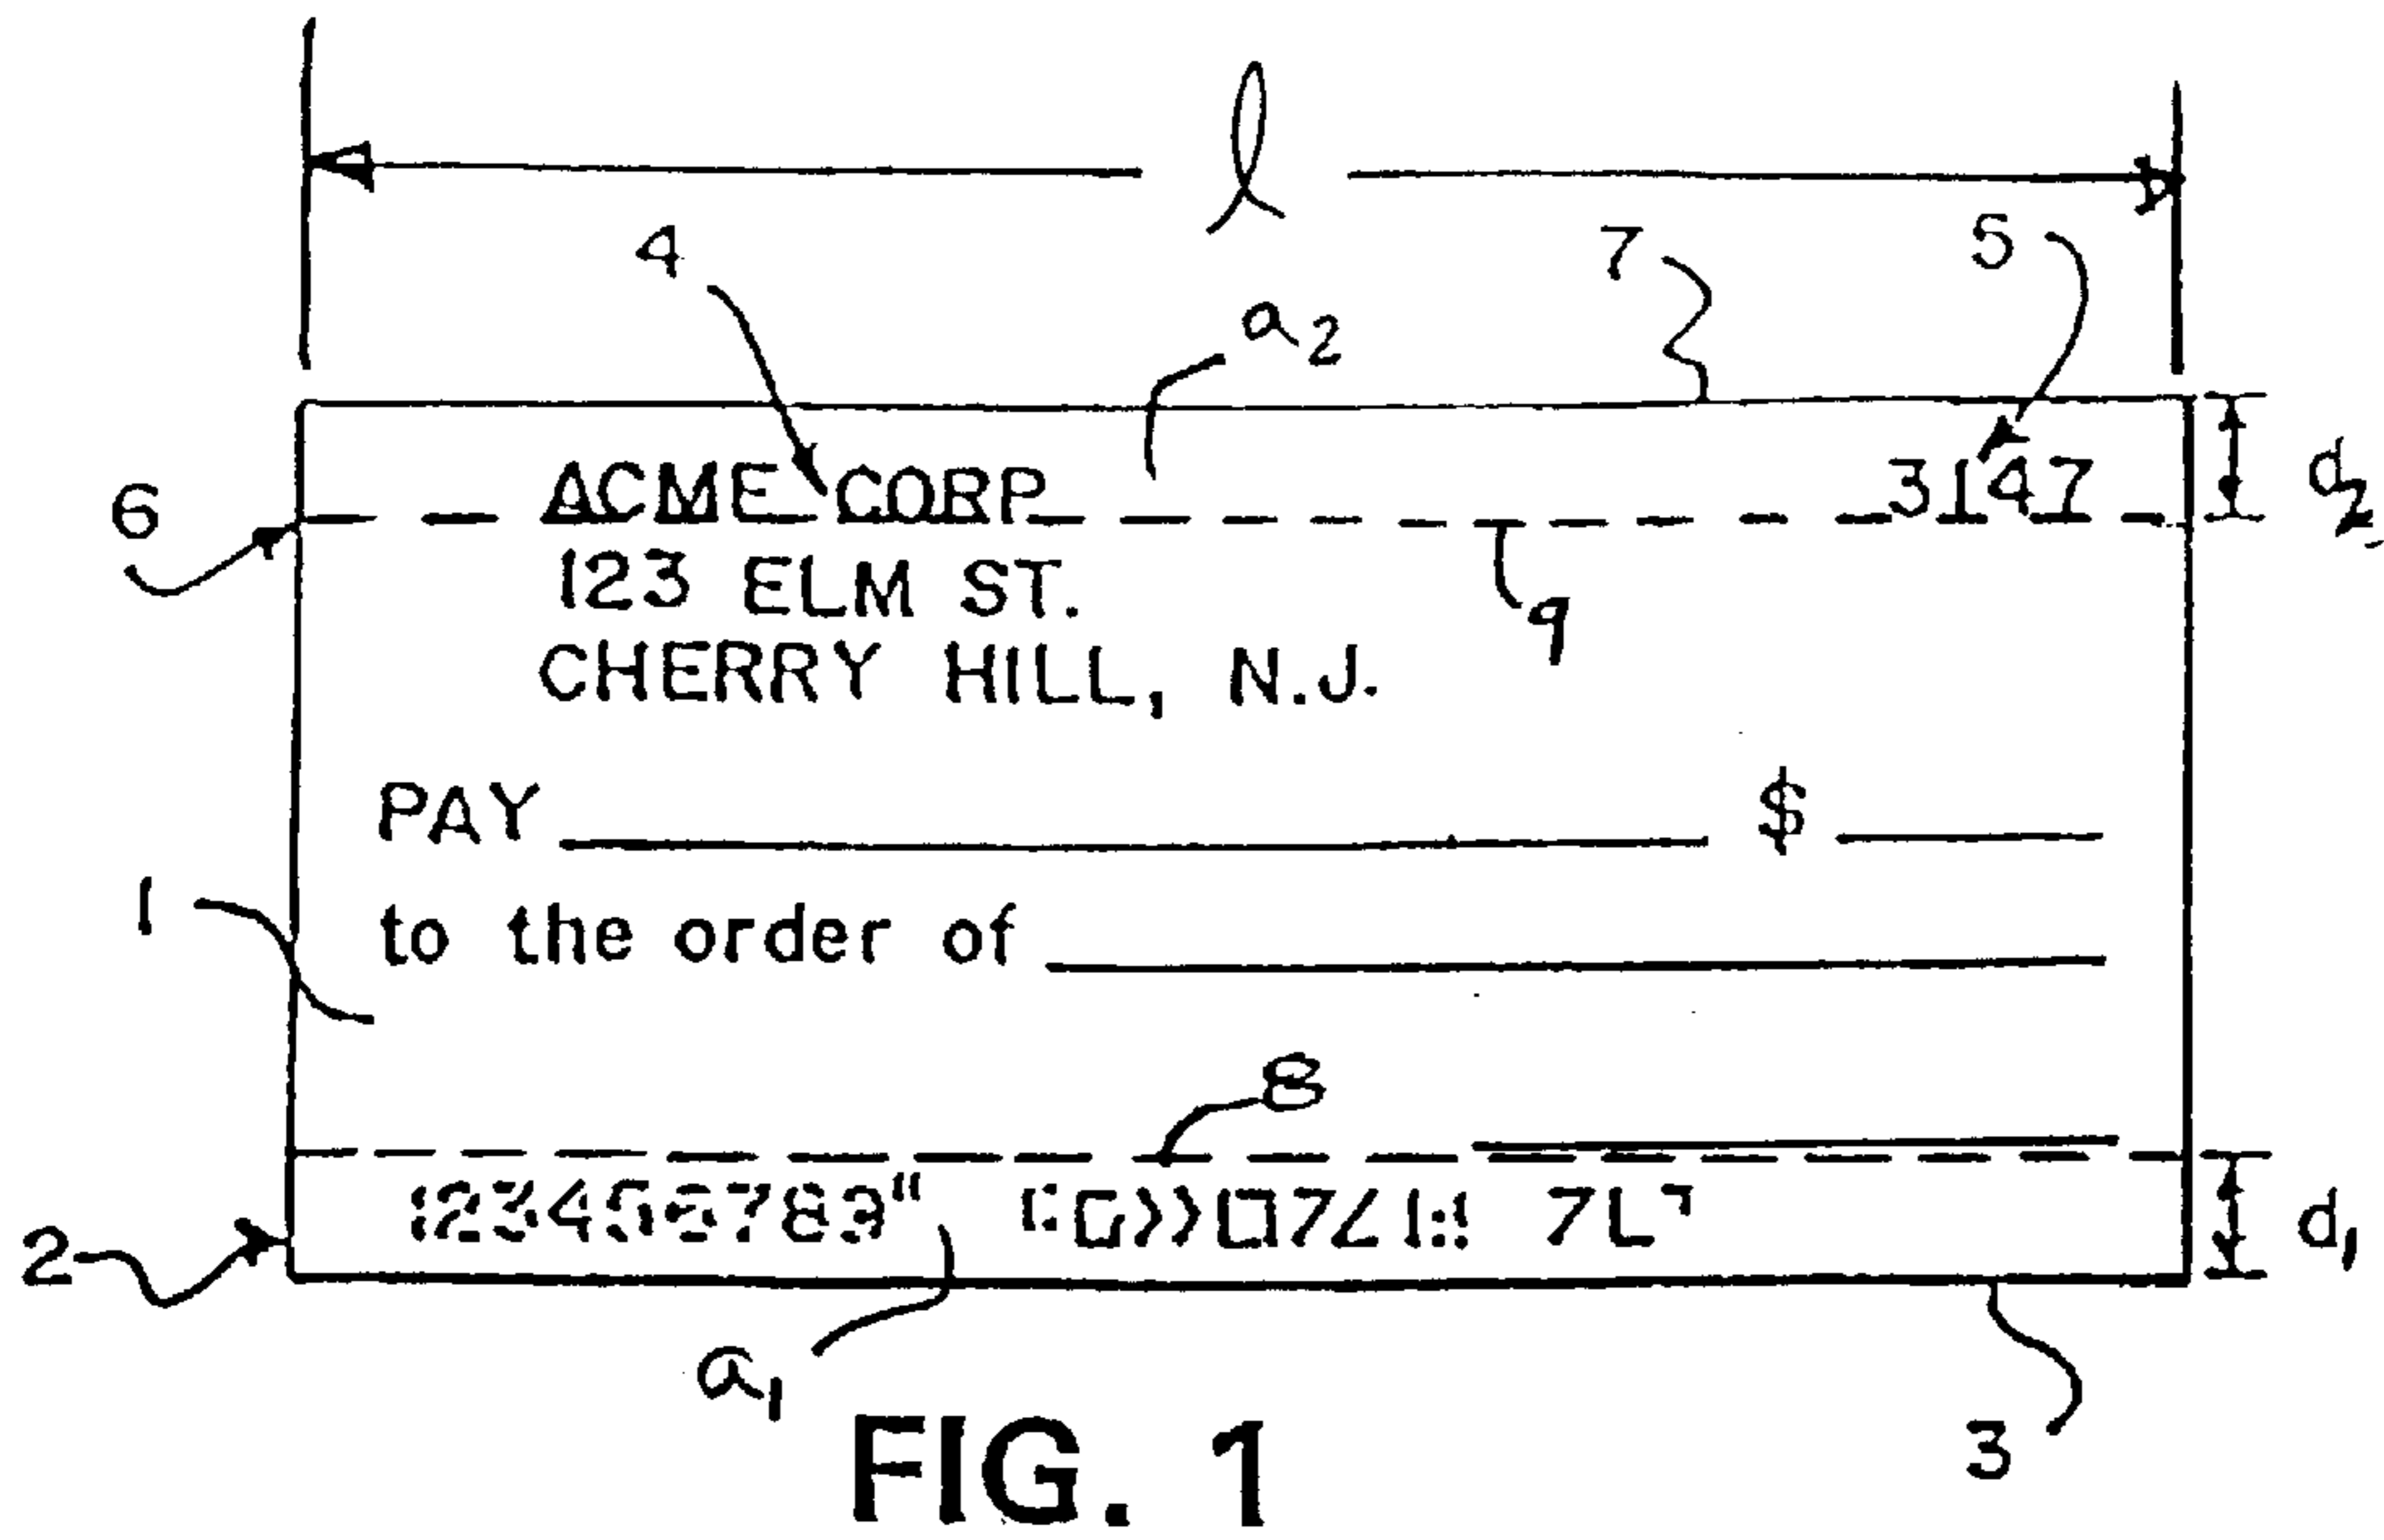 ℓ
4 7 5
a2
ACME CORP 3147
d2
6
123 ELM ST.
9
CHERRY HILL, N.J.
PAY $
1
to the order of
8
123456789"
2
d1
a1
3
FIG. 1